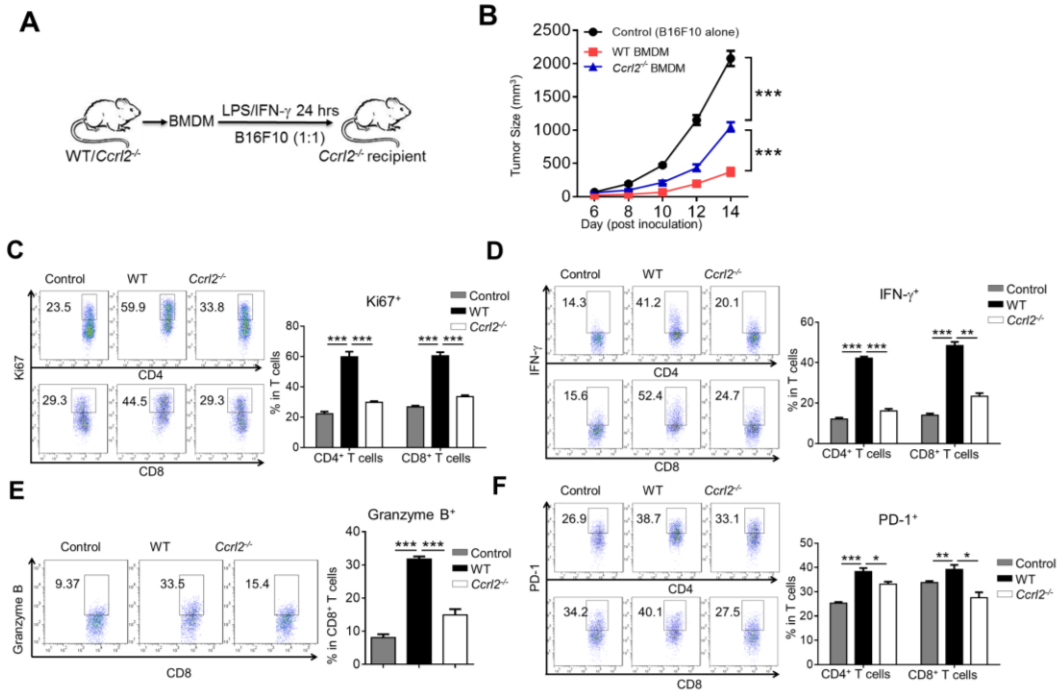 A
WT/Ccrl2-/-
BMDM
LPS/IFN-γ 24 hrs
B16F10 (1:1)
Ccrl2-/- recipient
B
Control (B16F10 alone)
WT BMDM
Ccrl2-/- BMDM
Tumor Size (mm³)
2500
2000
1500
1000
500
0
6 8 10 12 14
Day (post inoculation)
***
***
C
Control WT Ccrl2-/-
23.5 59.9 33.8
CD4
29.3 44.5 29.3
CD8
Ki67
Ki67⁺
Control
WT
Ccrl2-/-
% in T cells
80
60
40
20
0
*** *** *** ***
CD4⁺ T cells CD8⁺ T cells
D
Control WT Ccrl2-/-
14.3 41.2 20.1
CD4
15.6 52.4 24.7
CD8
IFN-γ
IFN-γ⁺
Control
WT
Ccrl2-/-
% in T cells
60
50
40
30
20
10
0
*** *** *** **
CD4⁺ T cells CD8⁺ T cells
E
Control WT Ccrl2-/-
9.37 33.5 15.4
CD8
Granzyme B
Granzyme B⁺
Control
WT
Ccrl2-/-
% in CD8⁺ T cells
40
30
20
10
0
*** ***
F
Control WT Ccrl2-/-
26.9 38.7 33.1
CD4
34.2 40.1 27.5
CD8
PD-1
PD-1⁺
Control
WT
Ccrl2-/-
% in T cells
50
40
30
20
10
0
*** * ** *
CD4⁺ T cells CD8⁺ T cells